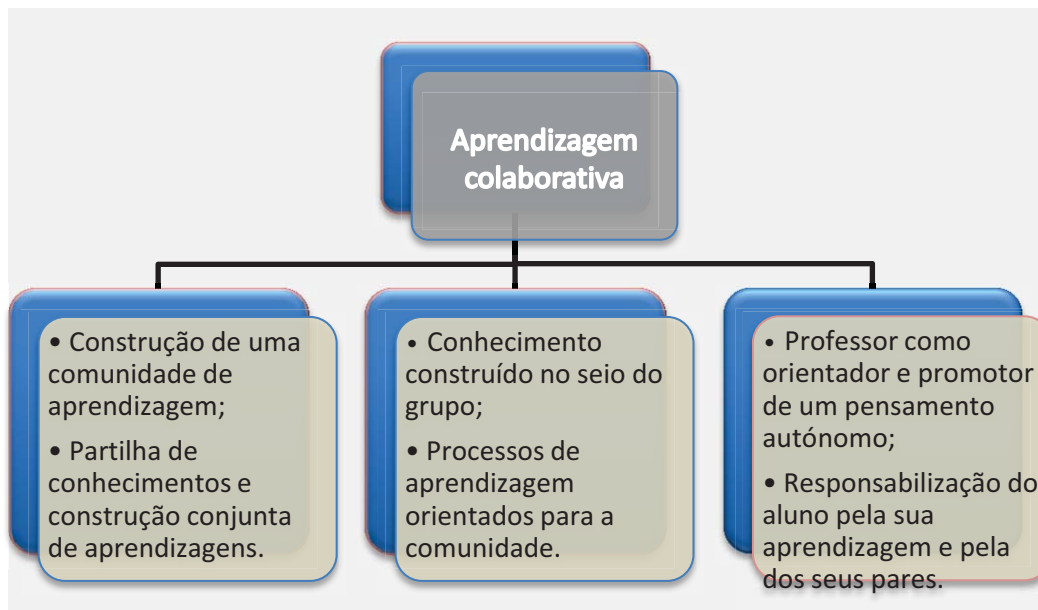 Aprendizagem
colaborativa
• Construção de uma
comunidade de
aprendizagem;
• Partilha de
conhecimentos e
construção conjunta
de aprendizagens.
• Conhecimento
construído no seio do
grupo;
• Processos de
aprendizagem
orientados para a
comunidade.
• Professor como
orientador e promotor
de um pensamento
autónomo;
• Responsabilização do
aluno pela sua
aprendizagem e pela
dos seus pares.